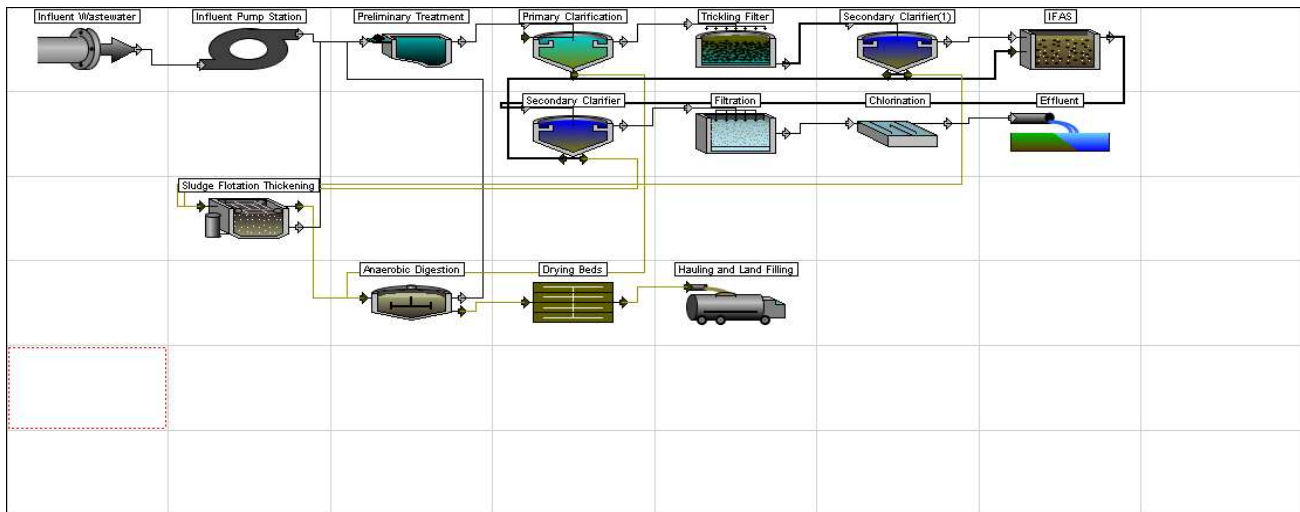 Influent Wastewater
Influent Pump Station
Preliminary Treatment
Primary Clarification
Trickling Filter
Secondary Clarifier(1)
IFAS
Secondary Clarifier
Filtration
Chlorination
Effluent
Sludge Flotation Thickening
Anaerobic Digestion
Drying Beds
Hauling and Land Filling